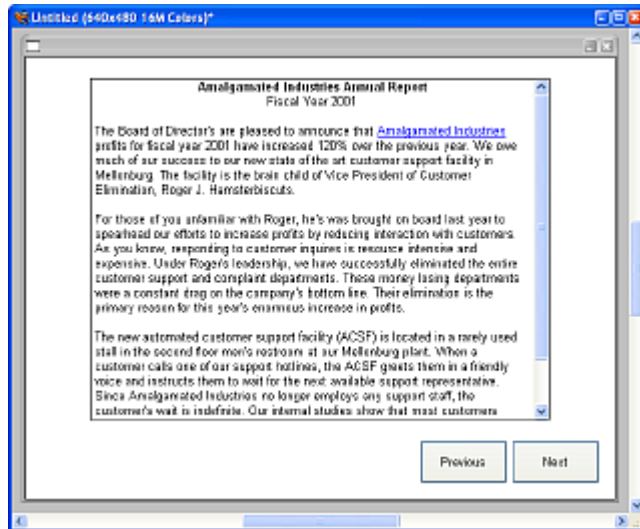 Untitled (640x480 16M Colors)*
Amalgamated Industries Annual Report
Fiscal Year 2001
The Board of Director's are pleased to announce that Amalgamated Industries
profits for fiscal year 2001 have increased 120% over the previous year. We owe
much of our success to our new state of the art customer support facility in
Mellenburg. The facility is the brain child of Vice President of Customer
Elimination, Roger J. Hamsterbiscuts.
For those of you unfamiliar with Roger, he's was brought on board last year to
spearhead our efforts to increase profits by reducing interaction with customers.
As you know, responding to customer inquires is resource intensive and
expensive. Under Roger's leadership, we have successfully eliminated the entire
customer support and complaint departments. These money losing departments
were a constant drag on the company's bottom line. Their elimination is the
primary reason for this year's enormous increase in profits.
The new automated customer support facility (ACSF) is located in a rarely used
stall in the second floor men's restroom at our Mellenburg plant. When a
customer calls one of our support hotlines, the ACSF greets them in a friendly
voice and instructs them to wait for the next available support representative.
Since Amalgamated Industries no longer employs any support staff, the
customer's wait is indefinite. Our internal studies show that most customers
Previous
Next